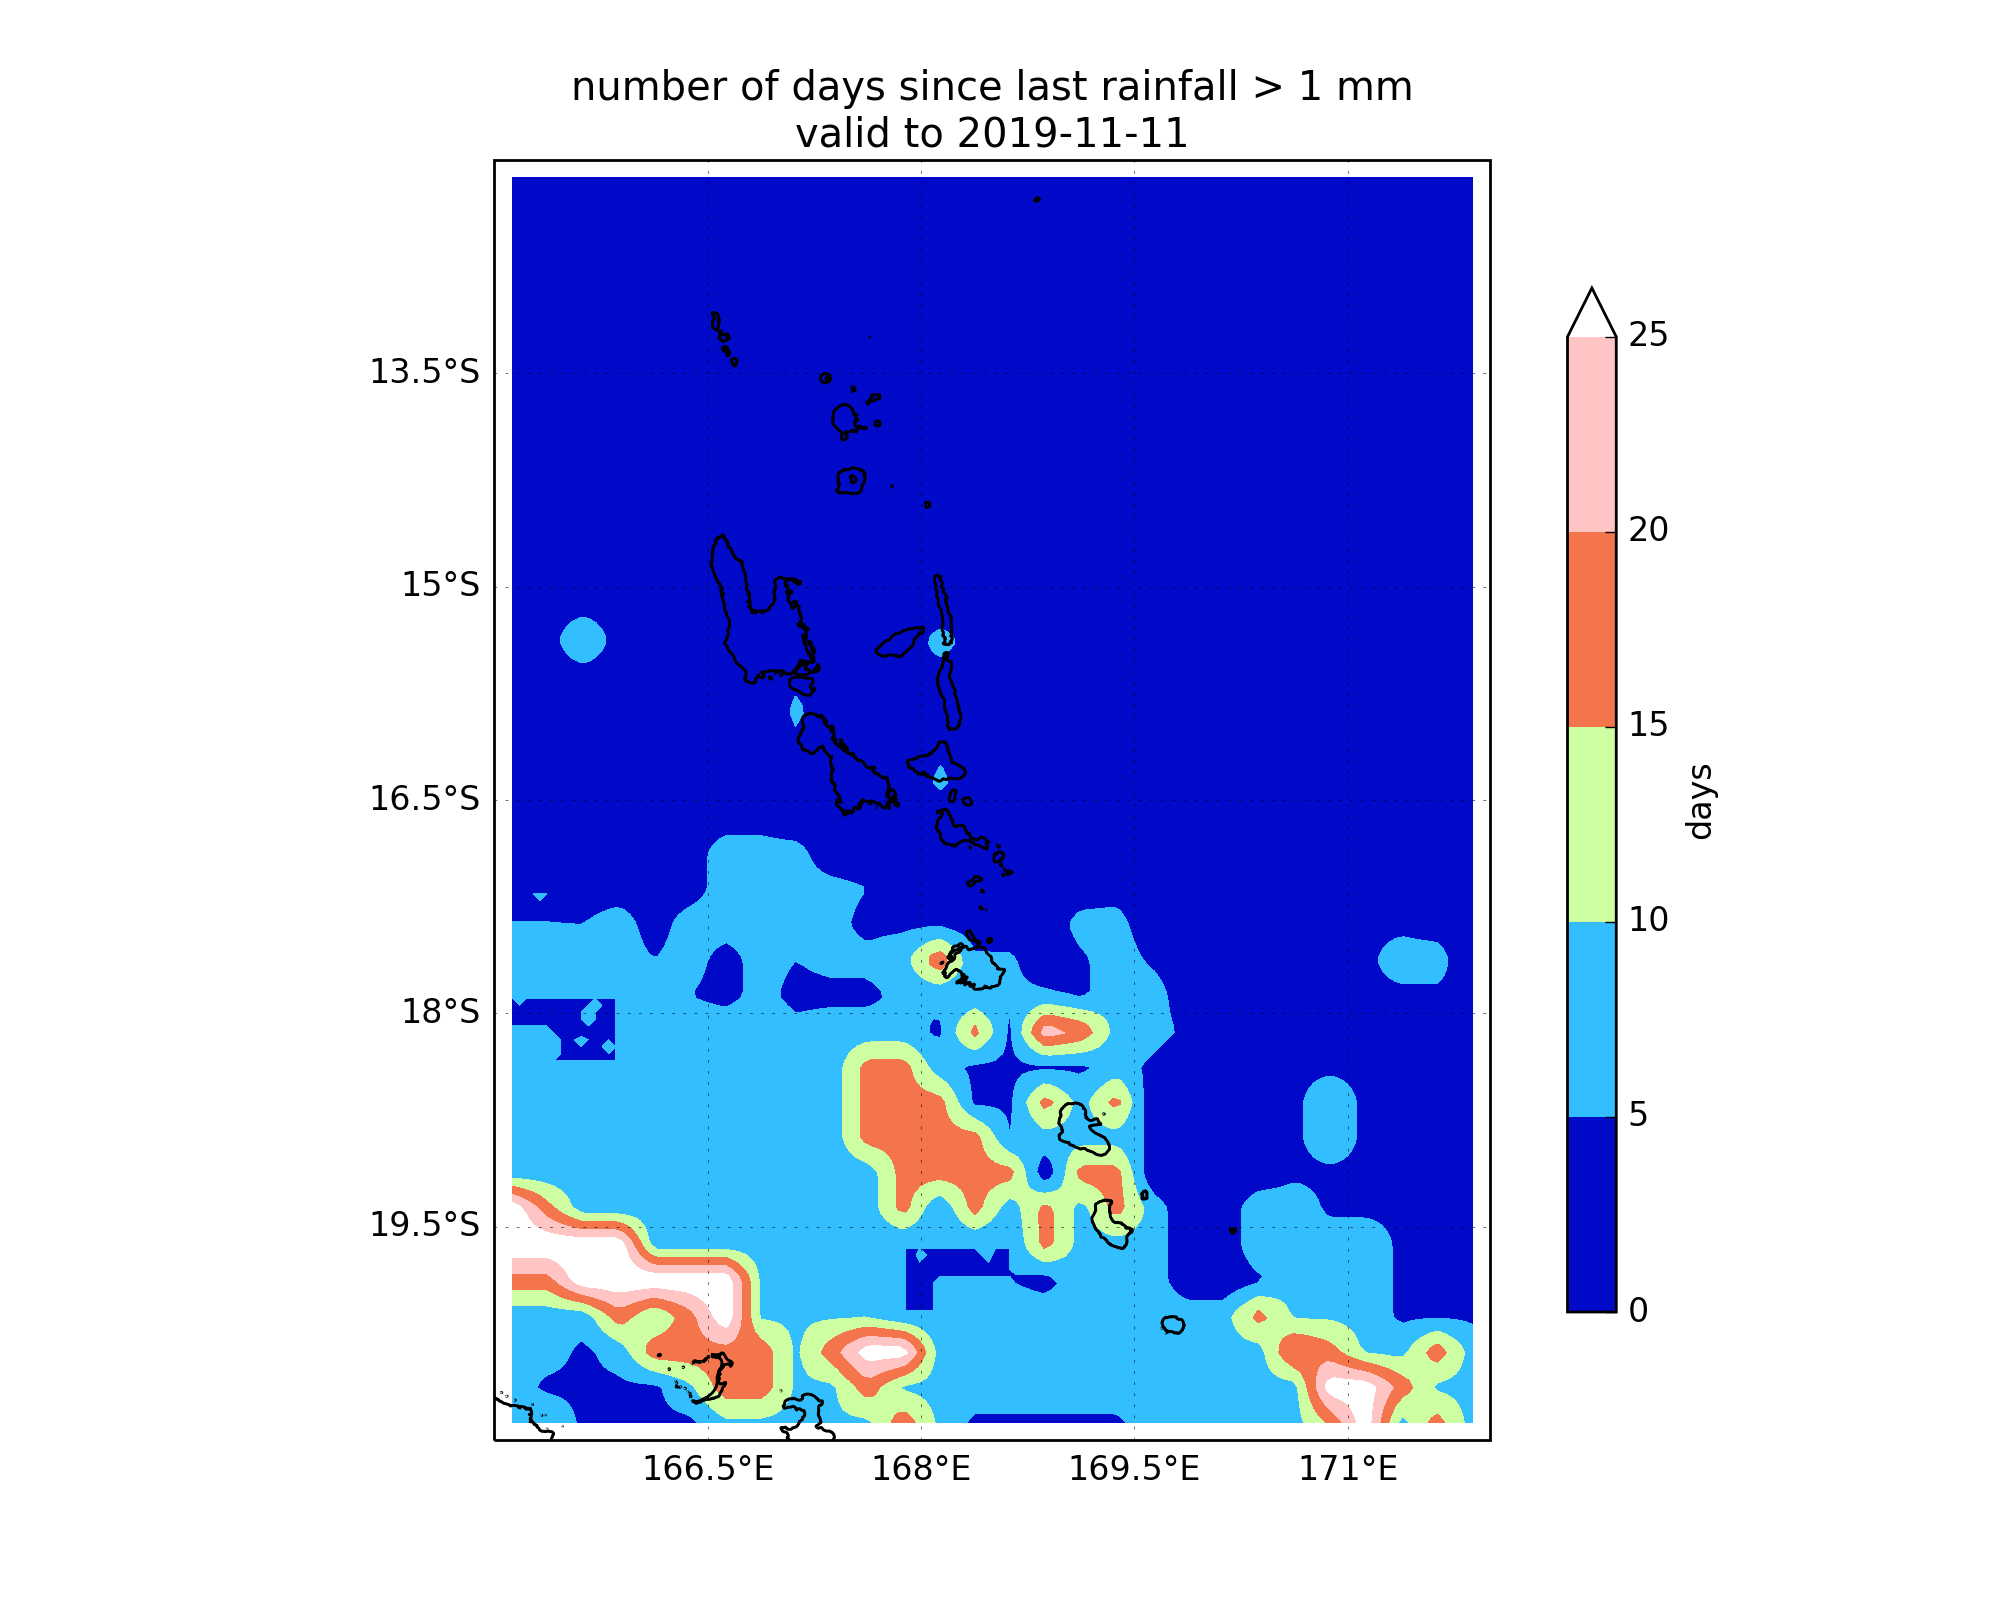 number of days since last rainfall > 1 mm
valid to 2019-11-11
13.5°S
15°S
16.5°S
18°S
19.5°S
166.5°E
168°E
169.5°E
171°E
25
20
15
10
5
0
days